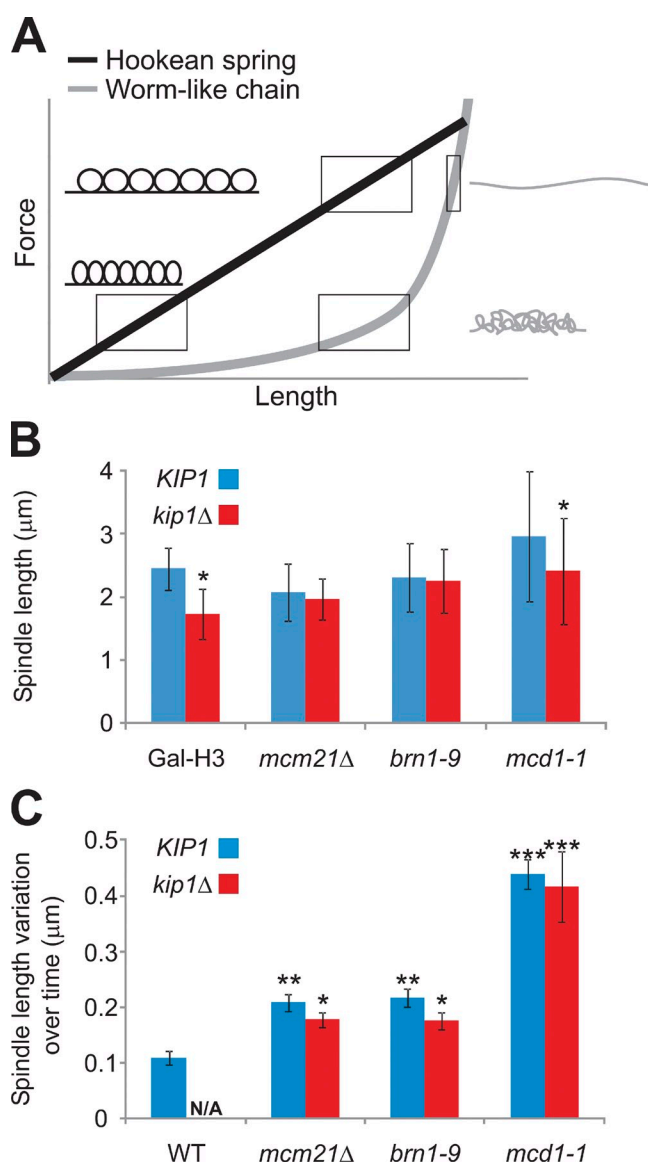 A
Hookean spring
Worm-like chain
Force
Length
B
KIP1
kip1Δ
Spindle length (μm)
4
3
2
1
0
*
*
Gal-H3 mcm21Δ brn1-9 mcd1-1
C
KIP1
kip1Δ
Spindle length variation
over time (μm)
0.5
0.4
0.3
0.2
0.1
0
N/A
** * ** * *** ***
WT mcm21Δ brn1-9 mcd1-1